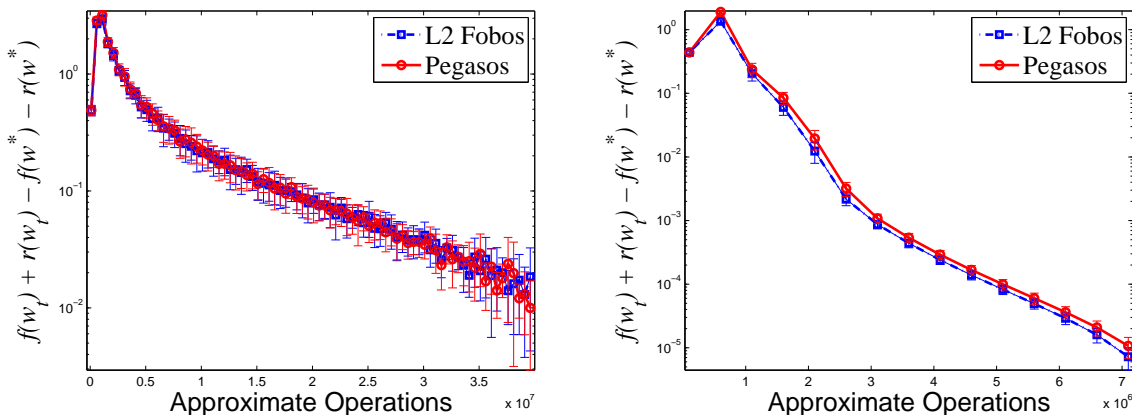 f(w_t) + r(w_t) − f(w^*) − r(w^*)
10^0
10^{-1}
10^{-2}
L2 Fobos
Pegasos
0 0.5 1 1.5 2 2.5 3 3.5
x 10^7
Approximate Operations
f(w_t) + r(w_t) − f(w^*) − r(w^*)
10^0
10^{-1}
10^{-2}
10^{-3}
10^{-4}
10^{-5}
L2 Fobos
Pegasos
1 2 3 4 5 6 7
x 10^6
Approximate Operations